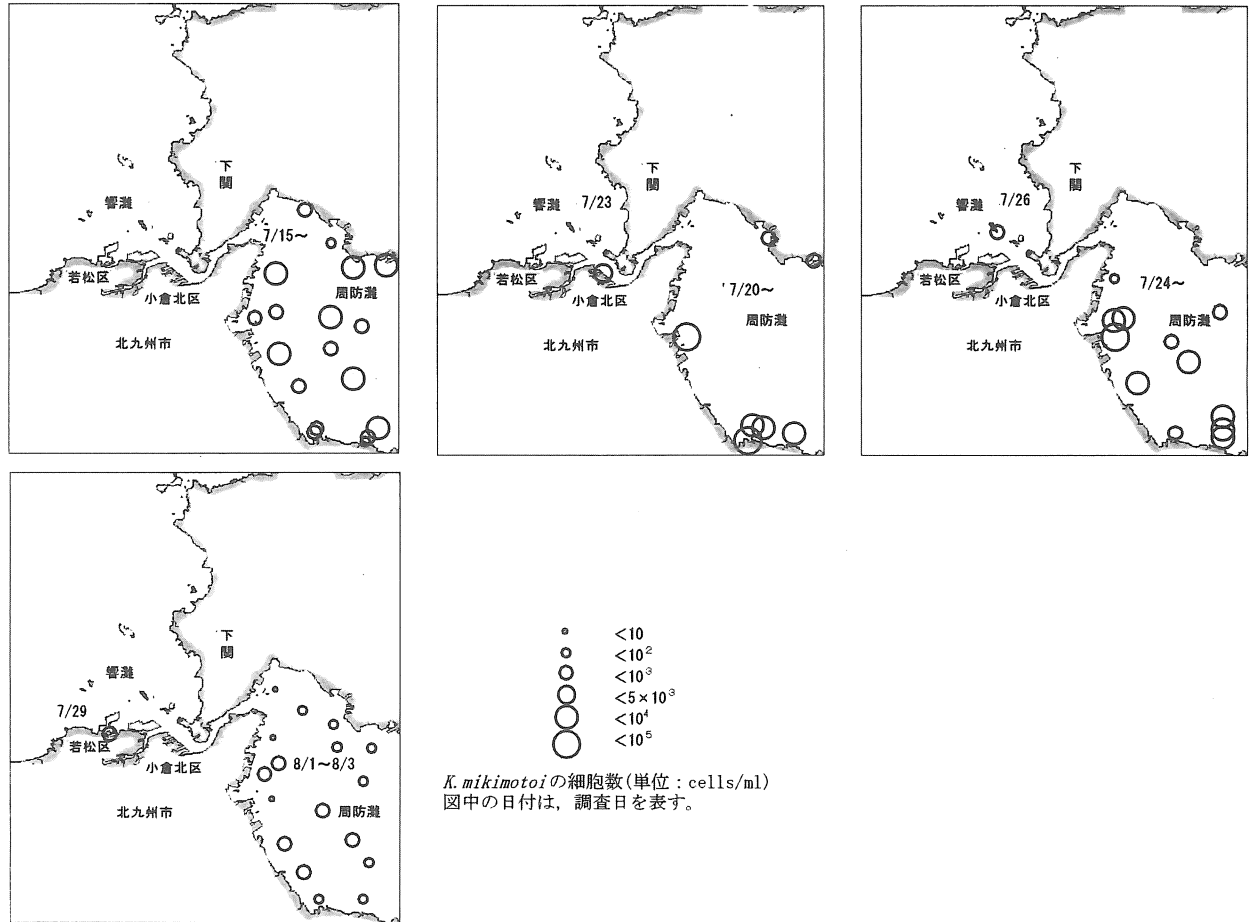 下関
響灘
7/15～
若松区
小倉北区
周防灘
北九州市
下関
7/23
響灘
若松区
小倉北区
7/20～
周防灘
北九州市
下関
7/26
響灘
若松区
小倉北区
7/24～
周防灘
北九州市
下関
響灘
7/29
若松区
小倉北区
8/1～8/3
周防灘
北九州市
<10
<10²
<10³
<5×10³
<10⁴
<10⁵
K.mikimotoiの細胞数(単位：cells/ml)
図中の日付は，調査日を表す。